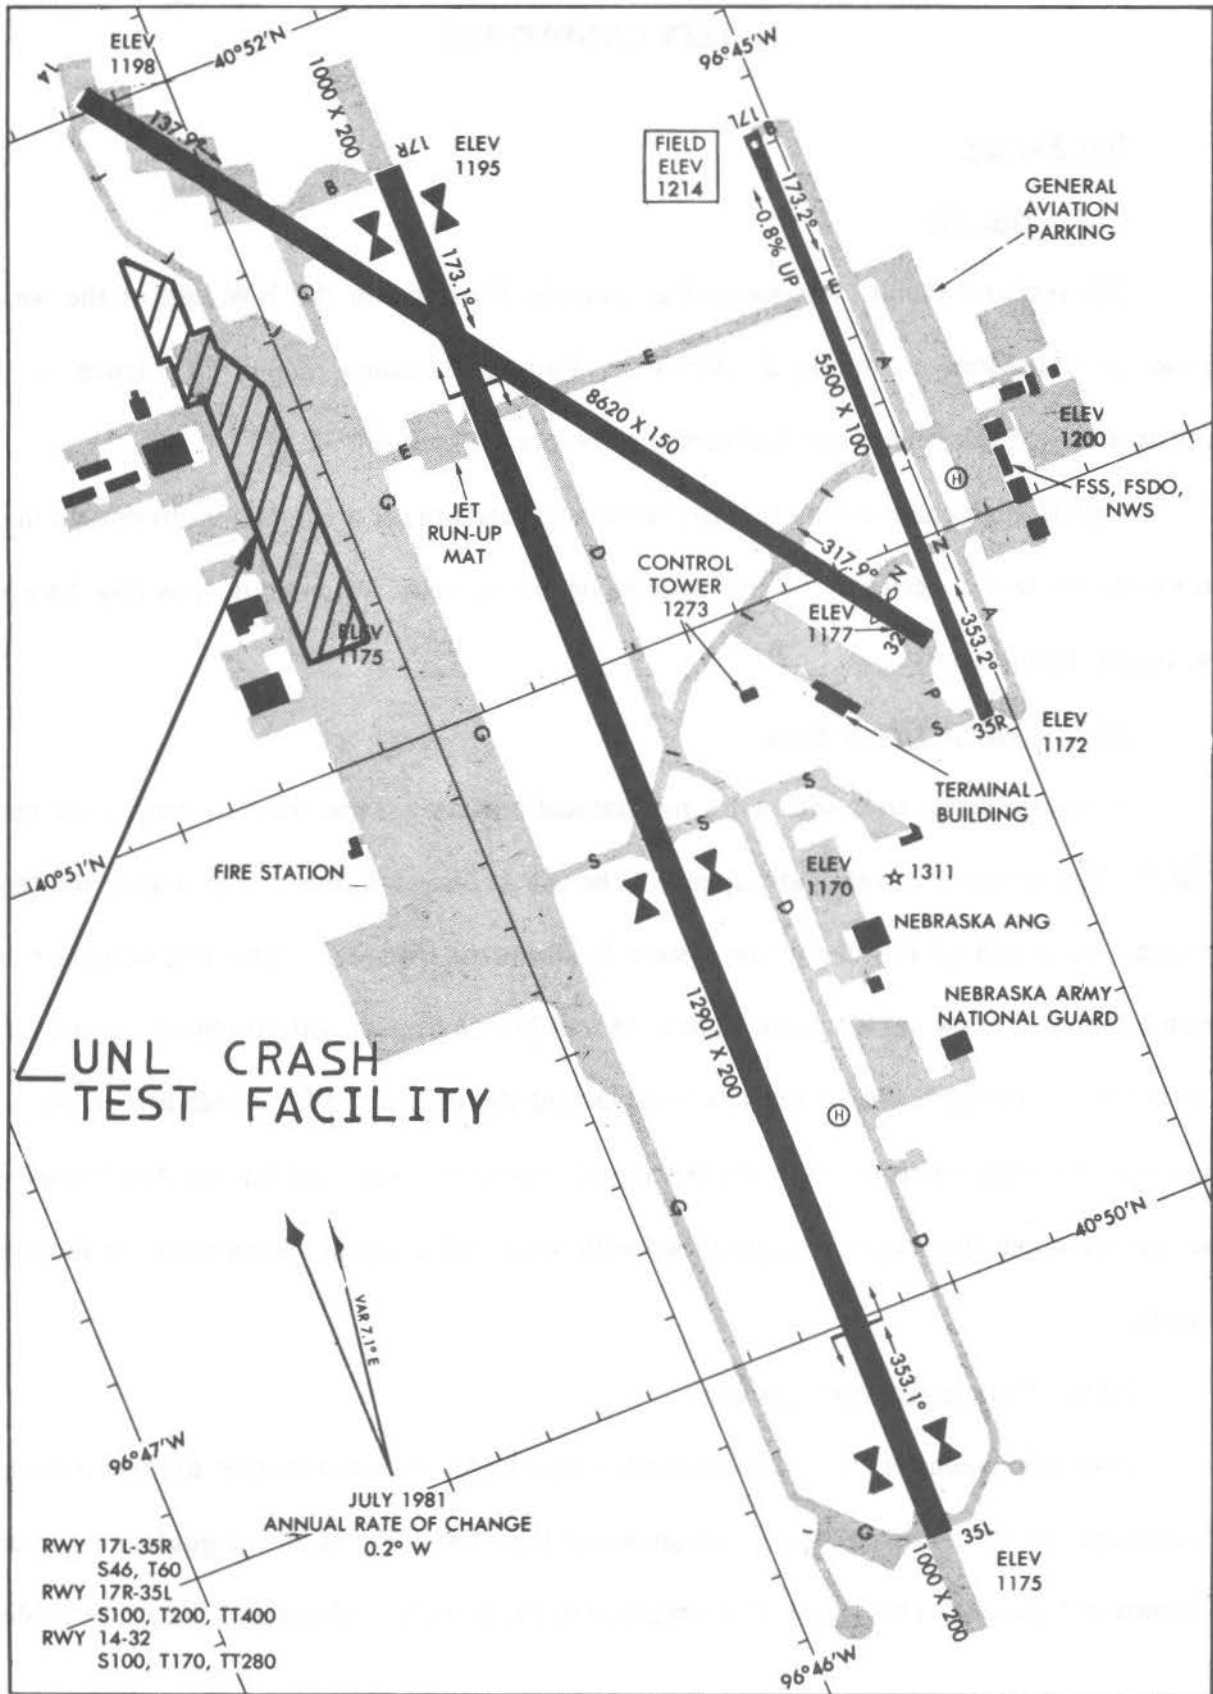 ELEV
1198
40°52'N
14
137.9°
1000 X 200
17R
ELEV
1195
FIELD
ELEV
1214
96°45'W
17L
B
173.2°
0.8% UP
GENERAL
AVIATION
PARKING
J
J
B
J
G
J
J
173.1°
E
E
A
5500 X 100
8620 X 150
ELEV
1200
E
G
JET
RUN-UP
MAT
D
I
H
FSS, FSDO,
NWS
CONTROL
TOWER
1273
317.9°
Z
I
ELEV
1177
32
A
353.2°
ELEV
1175
G
P
S
35R
ELEV
1172
TERMINAL
BUILDING
I
S
S
S
S
40°51'N
FIRE STATION
ELEV
1170
1311
D
NEBRASKA ANG
12901 X 200
NEBRASKA ARMY
NATIONAL GUARD
UNL CRASH
TEST FACILITY
H
G
D
40°50'N
VAR 7.1° E
353.1°
96°47'W
JULY 1981
ANNUAL RATE OF CHANGE
0.2° W
RWY 17L-35R
S46, T60
RWY 17R-35L
S100, T200, TT400
RWY 14-32
S100, T170, TT280
I
G
35L
1000 X 200
ELEV
1175
96°46'W